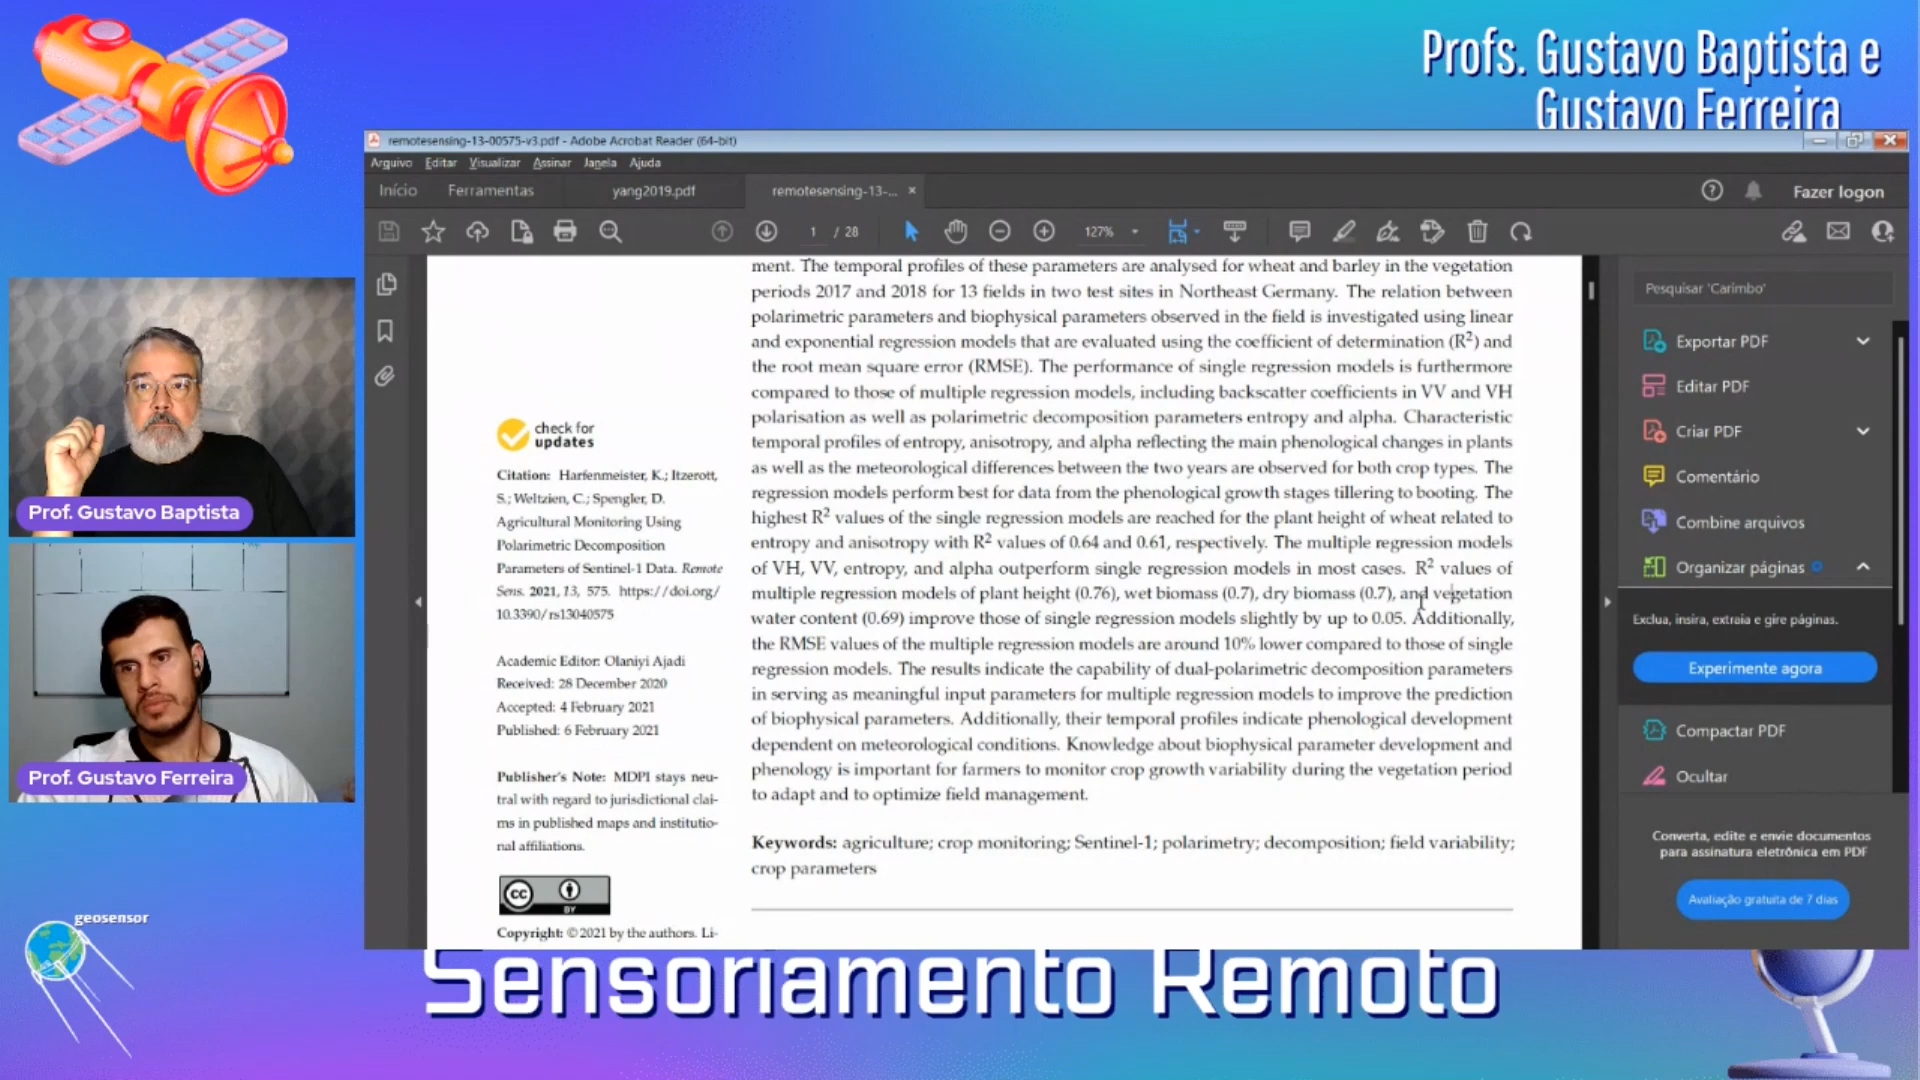 Profs. Gustavo Baptista e
Gustavo Ferreira
remotesensing-13-00575-v3.pdf - Adobe Acrobat Reader (64-bit)
Arquivo Editar Visualizar Assinar Janela Ajuda
Início Ferramentas yang2019.pdf remotesensing-13-... × Fazer logon
1 / 28 127%
ment. The temporal profiles of these parameters are analysed for wheat and barley in the vegetation
periods 2017 and 2018 for 13 fields in two test sites in Northeast Germany. The relation between
polarimetric parameters and biophysical parameters observed in the field is investigated using linear
and exponential regression models that are evaluated using the coefficient of determination (R²) and
the root mean square error (RMSE). The performance of single regression models is furthermore
compared to those of multiple regression models, including backscatter coefficients in VV and VH
polarisation as well as polarimetric decomposition parameters entropy and alpha. Characteristic
temporal profiles of entropy, anisotropy, and alpha reflecting the main phenological changes in plants
as well as the meteorological differences between the two years are observed for both crop types. The
regression models perform best for data from the phenological growth stages tillering to booting. The
highest R² values of the single regression models are reached for the plant height of wheat related to
entropy and anisotropy with R² values of 0.64 and 0.61, respectively. The multiple regression models
of VH, VV, entropy, and alpha outperform single regression models in most cases. R² values of
multiple regression models of plant height (0.76), wet biomass (0.7), dry biomass (0.7), and vegetation
water content (0.69) improve those of single regression models slightly by up to 0.05. Additionally,
the RMSE values of the multiple regression models are around 10% lower compared to those of single
regression models. The results indicate the capability of dual-polarimetric decomposition parameters
in serving as meaningful input parameters for multiple regression models to improve the prediction
of biophysical parameters. Additionally, their temporal profiles indicate phenological development
dependent on meteorological conditions. Knowledge about biophysical parameter development and
phenology is important for farmers to monitor crop growth variability during the vegetation period
to adapt and to optimize field management.
Keywords: agriculture; crop monitoring; Sentinel-1; polarimetry; decomposition; field variability;
crop parameters
check for
updates
Citation: Harfenmeister, K.; Itzerott,
S.; Weltzien, C.; Spengler, D.
Agricultural Monitoring Using
Polarimetric Decomposition
Parameters of Sentinel-1 Data. Remote
Sens. 2021, 13, 575. https://doi.org/
10.3390/rs13040575
Academic Editor: Olaniyi Ajadi
Received: 28 December 2020
Accepted: 4 February 2021
Published: 6 February 2021
Publisher's Note: MDPI stays neu-
tral with regard to jurisdictional clai-
ms in published maps and institutio-
nal affiliations.
cc
BY
Copyright: © 2021 by the authors. Li-
Pesquisar 'Carimbo'
Exportar PDF
Editar PDF
Criar PDF
Comentário
Combine arquivos
Organizar páginas
Exclua, insira, extraia e gire páginas.
Experimente agora
Compactar PDF
Ocultar
Converta, edite e envie documentos
para assinatura eletrônica em PDF
Avaliação gratuita de 7 dias
Prof. Gustavo Baptista
Prof. Gustavo Ferreira
geosensor
Sensoriamento Remoto